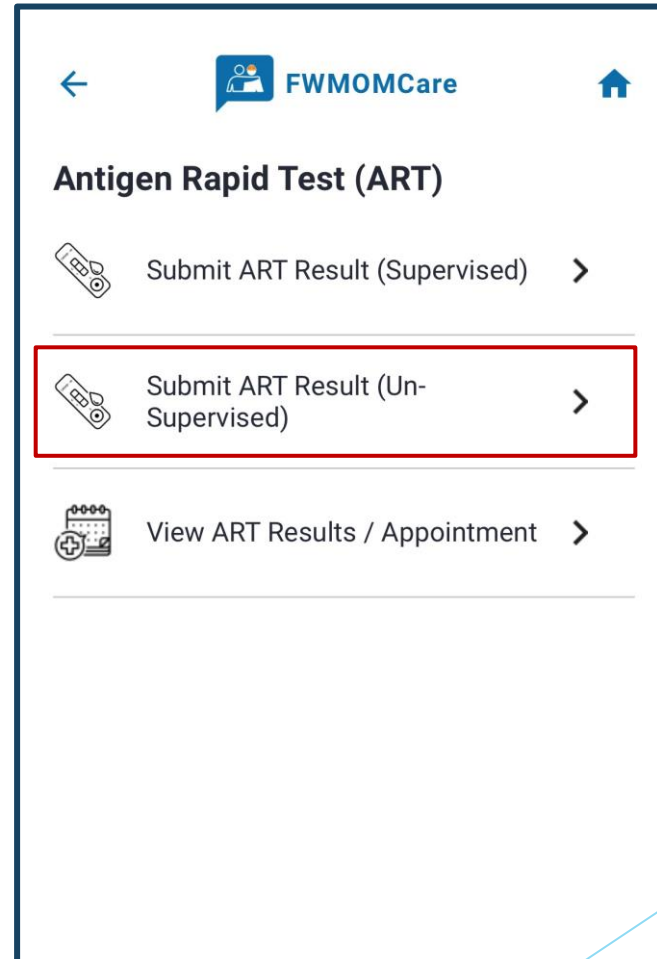 FWMOMCare
Antigen Rapid Test (ART)
Submit ART Result (Supervised)
Submit ART Result (Un-
Supervised)
View ART Results / Appointment